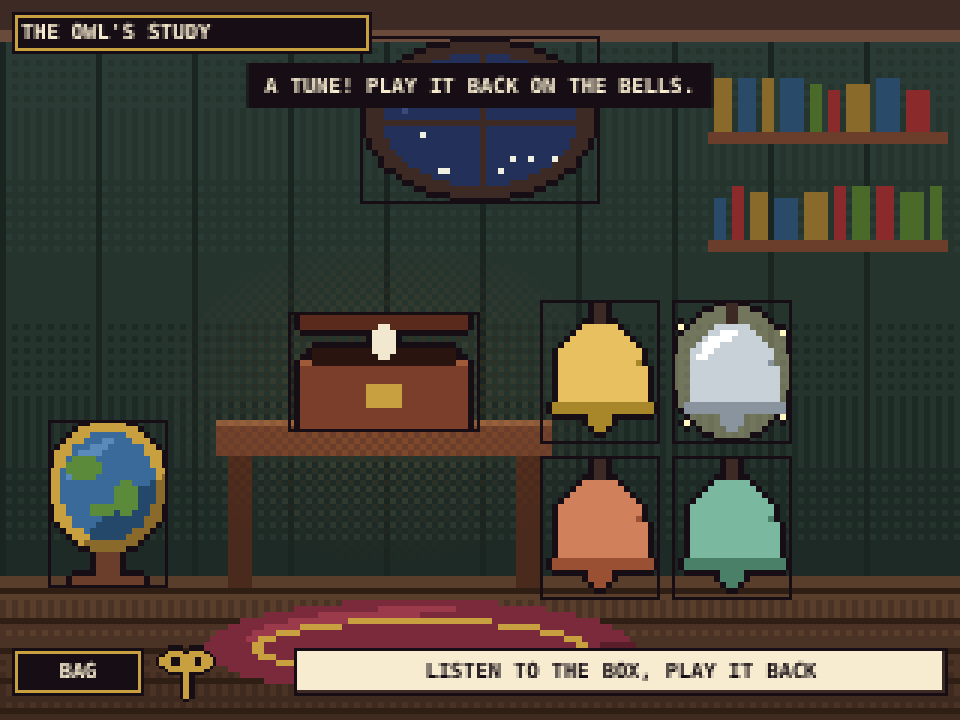 THE OWL'S STUDY
A TUNE! PLAY IT BACK ON THE BELLS.
BAG
LISTEN TO THE BOX, PLAY IT BACK